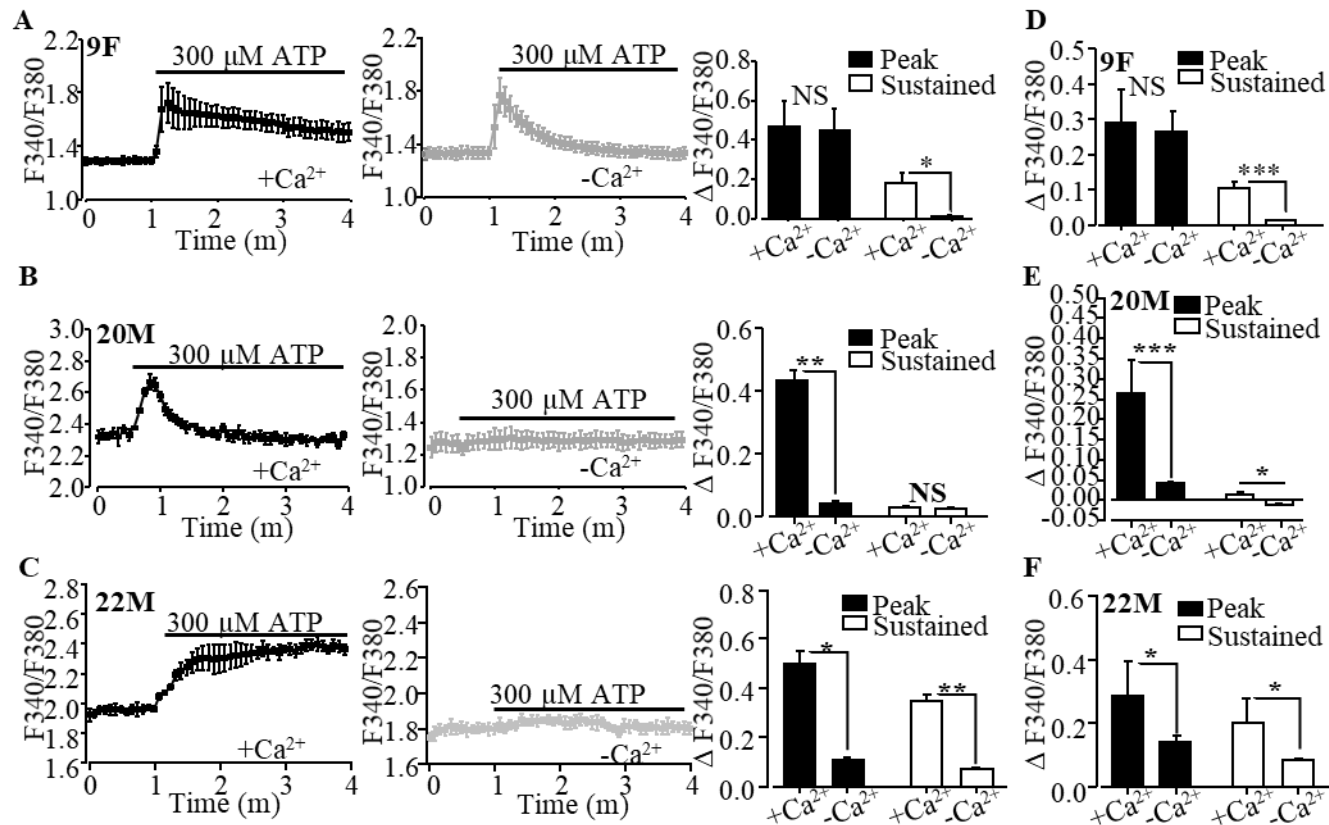 A
9F
2.2
1.8
1.4
1.0
F340/F380
300 μM ATP
+Ca²⁺
0 1 2 3 4
Time (m)
2.2
1.8
1.4
1.0
F340/F380
300 μM ATP
-Ca²⁺
0 1 2 3 4
Time (m)
0.8
0.6
0.4
0.2
0.0
Δ F340/F380
Peak
Sustained
NS
*
+Ca²⁺ -Ca²⁺ +Ca²⁺ -Ca²⁺
D
9F
0.5
0.4
0.3
0.2
0.1
0.0
Δ F340/F380
NS
***
+Ca²⁺ -Ca²⁺ +Ca²⁺ -Ca²⁺
B
20M
3.0
2.8
2.6
2.4
2.2
2.0
F340/F380
300 μM ATP
+Ca²⁺
0 1 2 3 4
Time (m)
2.0
1.8
1.6
1.4
1.2
1.0
F340/F380
300 μM ATP
-Ca²⁺
0 1 2 3 4
Time (m)
0.6
0.4
0.2
0.0
Δ F340/F380
Peak
Sustained
**
NS
+Ca²⁺ -Ca²⁺ +Ca²⁺ -Ca²⁺
E
20M
0.50
0.45
0.40
0.35
0.30
0.25
0.20
0.15
0.10
0.05
0.00
-0.05
Δ F340/F380
Peak
Sustained
***
*
+Ca²⁺ -Ca²⁺ +Ca²⁺ -Ca²⁺
C
22M
2.8
2.6
2.4
2.2
2.0
1.8
1.6
F340/F380
300 μM ATP
+Ca²⁺
0 1 2 3 4
Time (m)
2.6
2.4
2.2
2.0
1.8
1.6
F340/F380
300 μM ATP
-Ca²⁺
0 1 2 3 4
Time (m)
0.8
0.6
0.4
0.2
0.0
Δ F340/F380
Peak
Sustained
*
**
+Ca²⁺ -Ca²⁺ +Ca²⁺ -Ca²⁺
F
22M
0.6
0.4
0.2
0.0
Δ F340/F380
Peak
Sustained
*
*
+Ca²⁺ -Ca²⁺ +Ca²⁺ -Ca²⁺